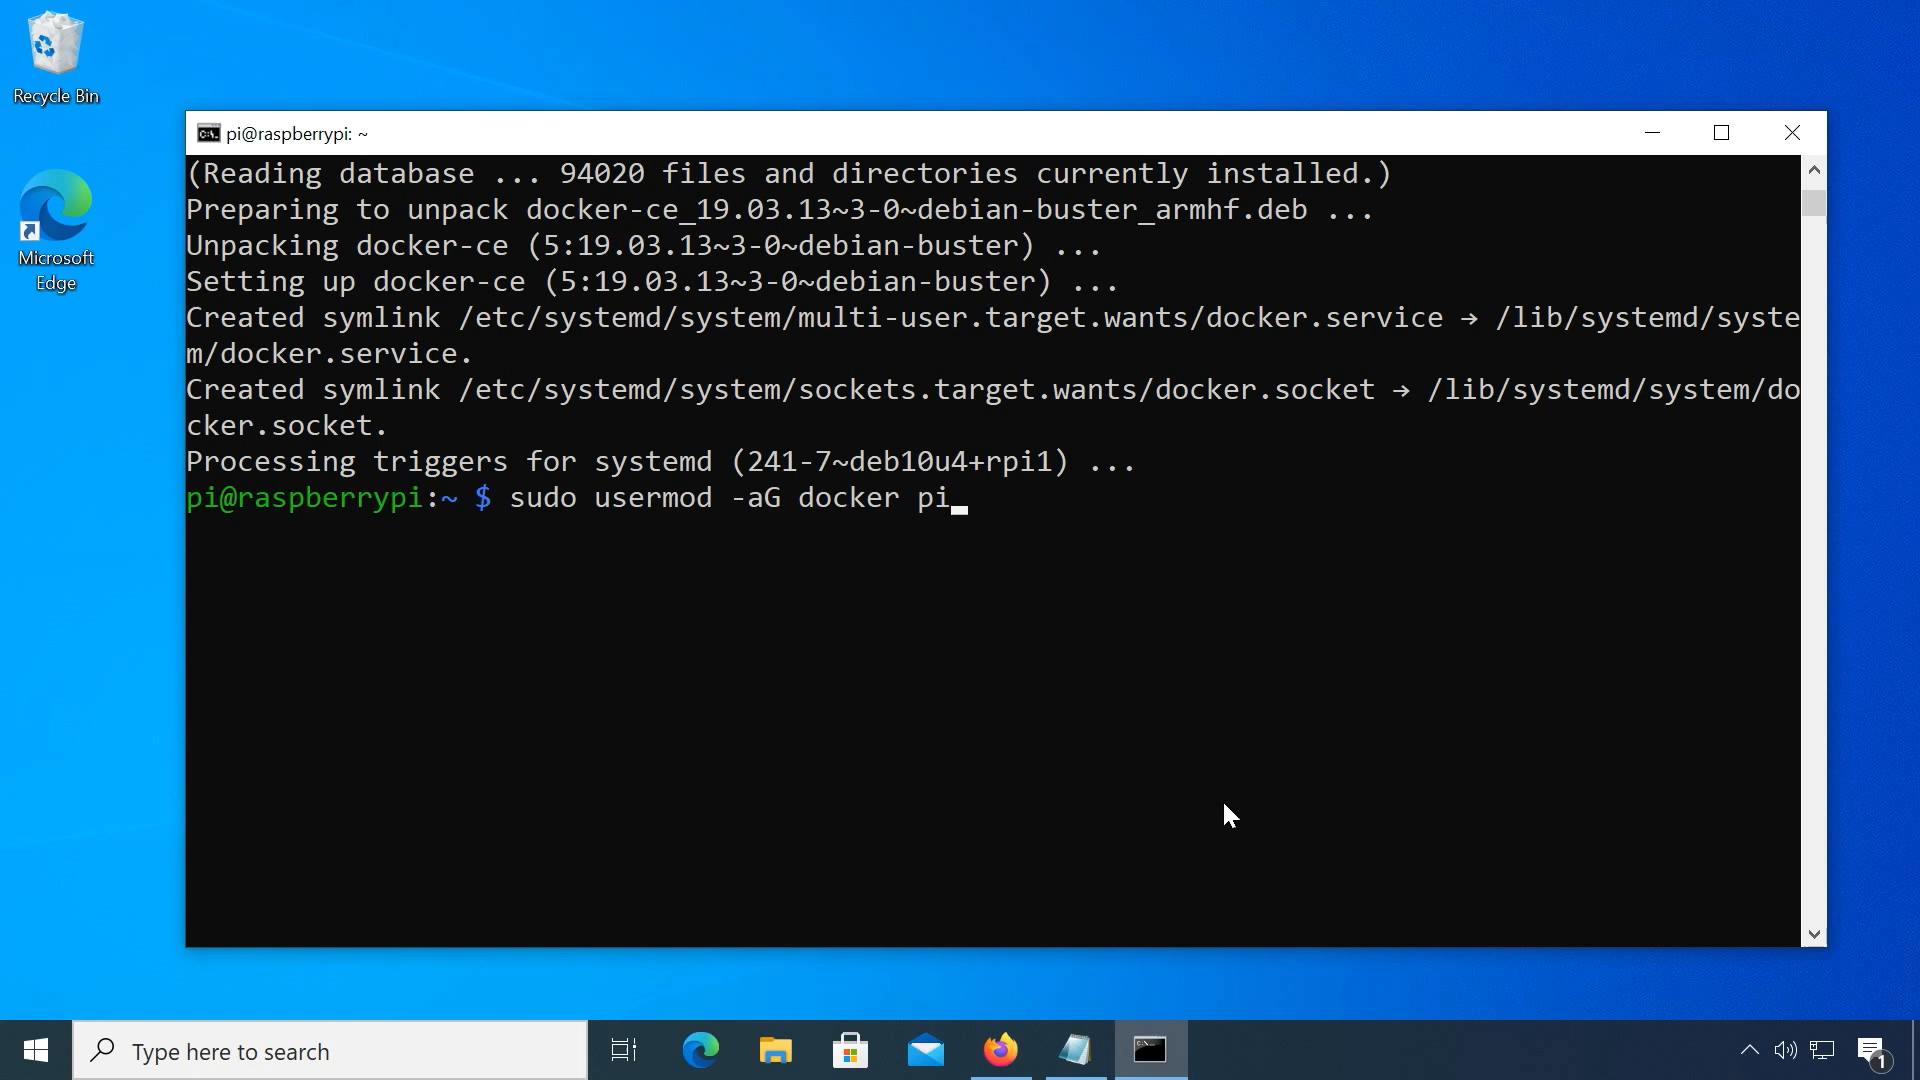 Recycle Bin
Microsoft
Edge
pi@raspberrypi: ~
(Reading database ... 94020 files and directories currently installed.)
Preparing to unpack docker-ce_19.03.13~3-0~debian-buster_armhf.deb ...
Unpacking docker-ce (5:19.03.13~3-0~debian-buster) ...
Setting up docker-ce (5:19.03.13~3-0~debian-buster) ...
Created symlink /etc/systemd/system/multi-user.target.wants/docker.service → /lib/systemd/syste
m/docker.service.
Created symlink /etc/systemd/system/sockets.target.wants/docker.socket → /lib/systemd/system/do
cker.socket.
Processing triggers for systemd (241-7~deb10u4+rpi1) ...
pi@raspberrypi:~ $ sudo usermod -aG docker pi
Type here to search
1